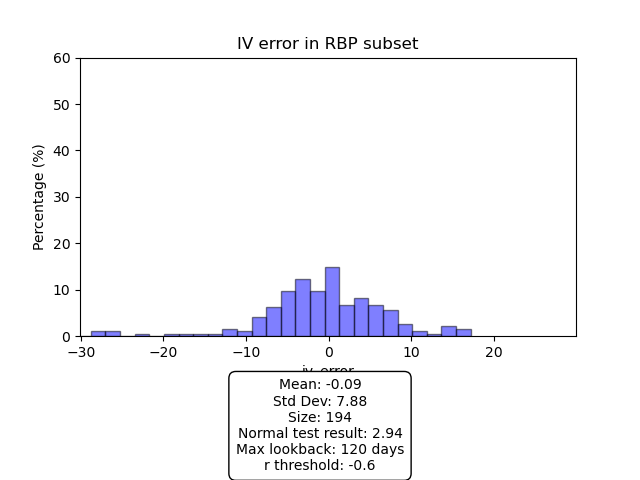 IV error in RBP subset
Percentage (%)
60
50
40
30
20
10
0
−30
−20
−10
0
10
20
iv_error
Mean: -0.09
Std Dev: 7.88
Size: 194
Normal test result: 2.94
Max lookback: 120 days
r threshold: -0.6